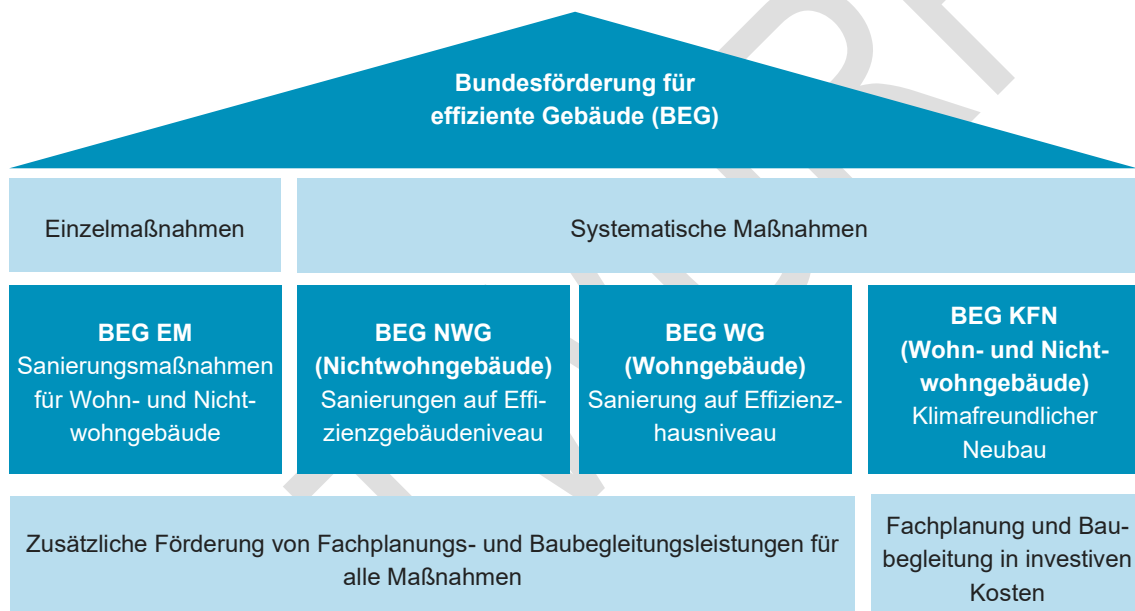 Bundesförderung für
effiziente Gebäude (BEG)
Einzelmaßnahmen
Systematische Maßnahmen
BEG EM
Sanierungsmaßnahmen
für Wohn- und Nicht-
wohngebäude
BEG NWG
(Nichtwohngebäude)
Sanierungen auf Effi-
zienzgebäudeniveau
BEG WG
(Wohngebäude)
Sanierung auf Effizienz-
hausniveau
BEG KFN
(Wohn- und Nicht-
wohngebäude)
Klimafreundlicher
Neubau
Zusätzliche Förderung von Fachplanungs- und Baubegleitungsleistungen für
alle Maßnahmen
Fachplanung und Bau-
begleitung in investiven
Kosten